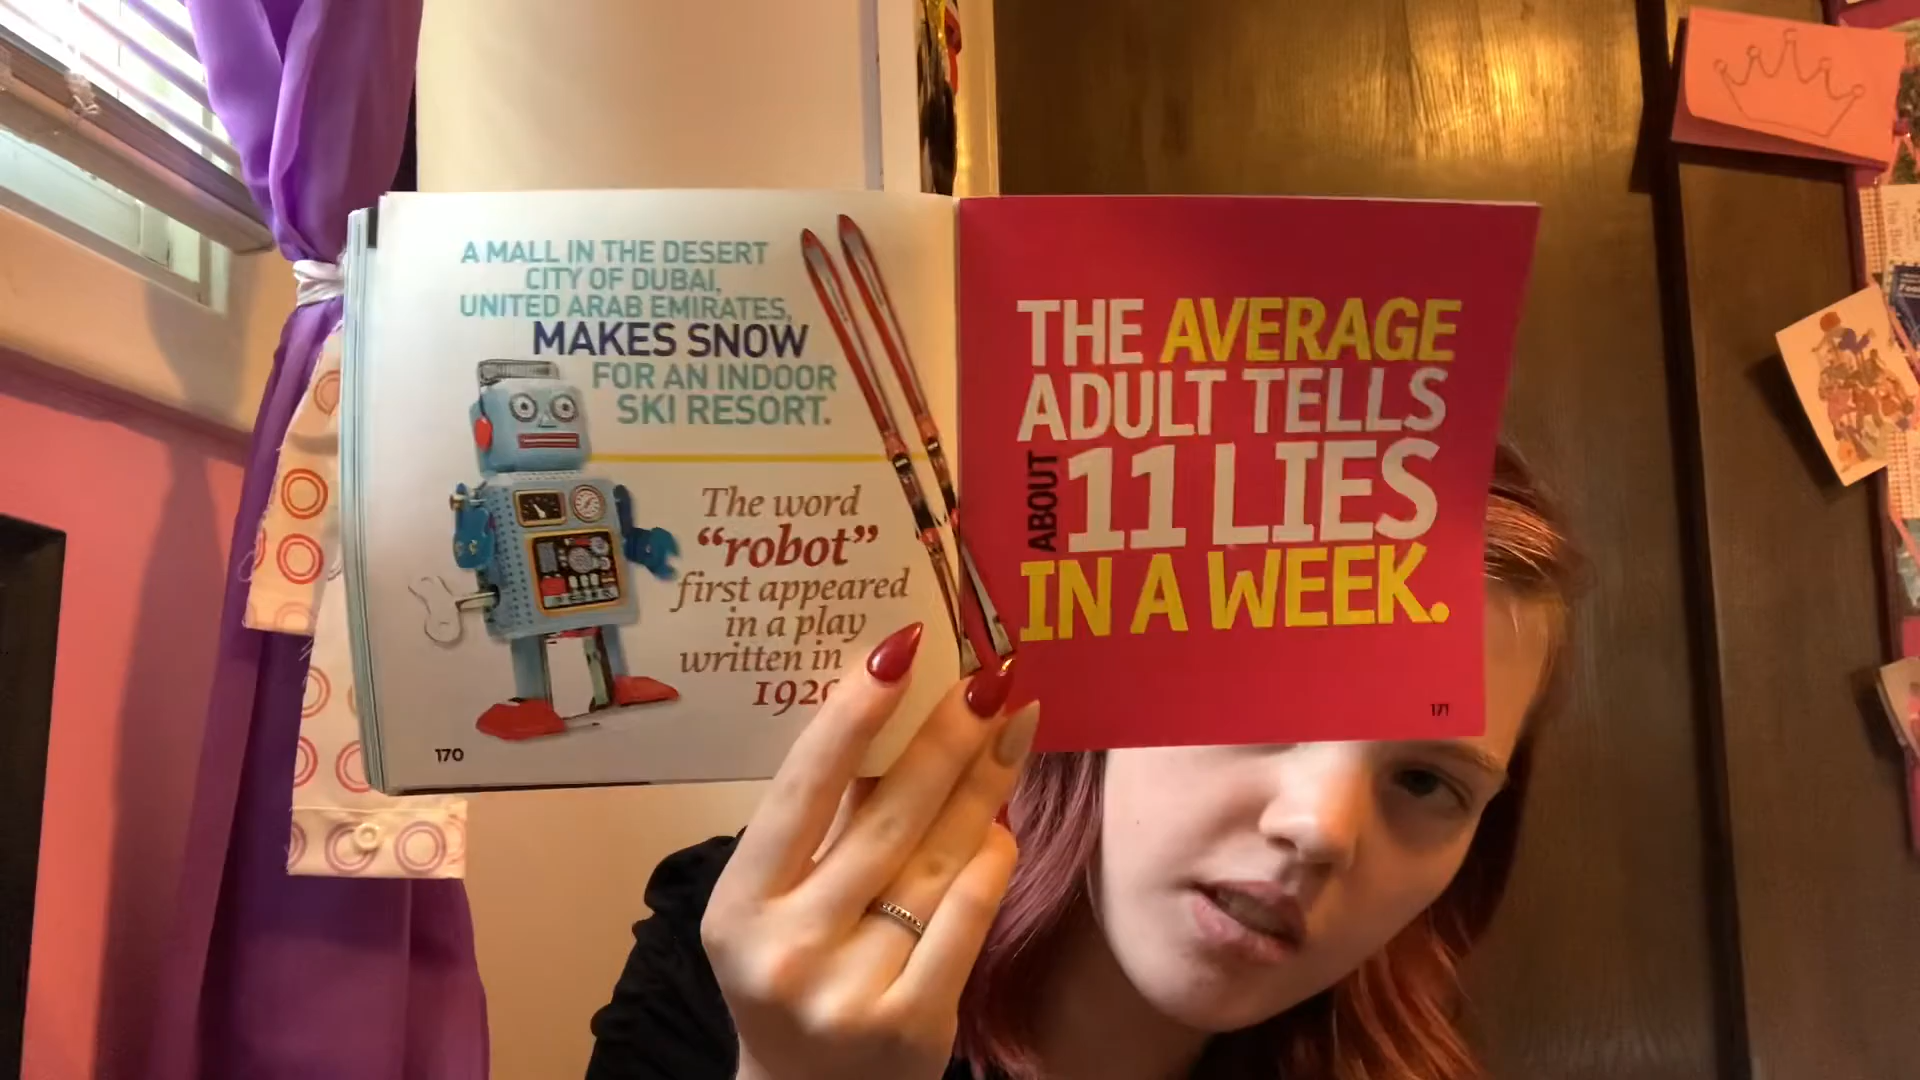 A MALL IN THE DESERT
CITY OF DUBAI,
UNITED ARAB EMIRATES,
MAKES SNOW
FOR AN INDOOR
SKI RESORT.
The word
“robot”
first appeared
in a play
written in
170
THE AVERAGE
ADULT TELLS
ABOUT 11 LIES
IN A WEEK.
171